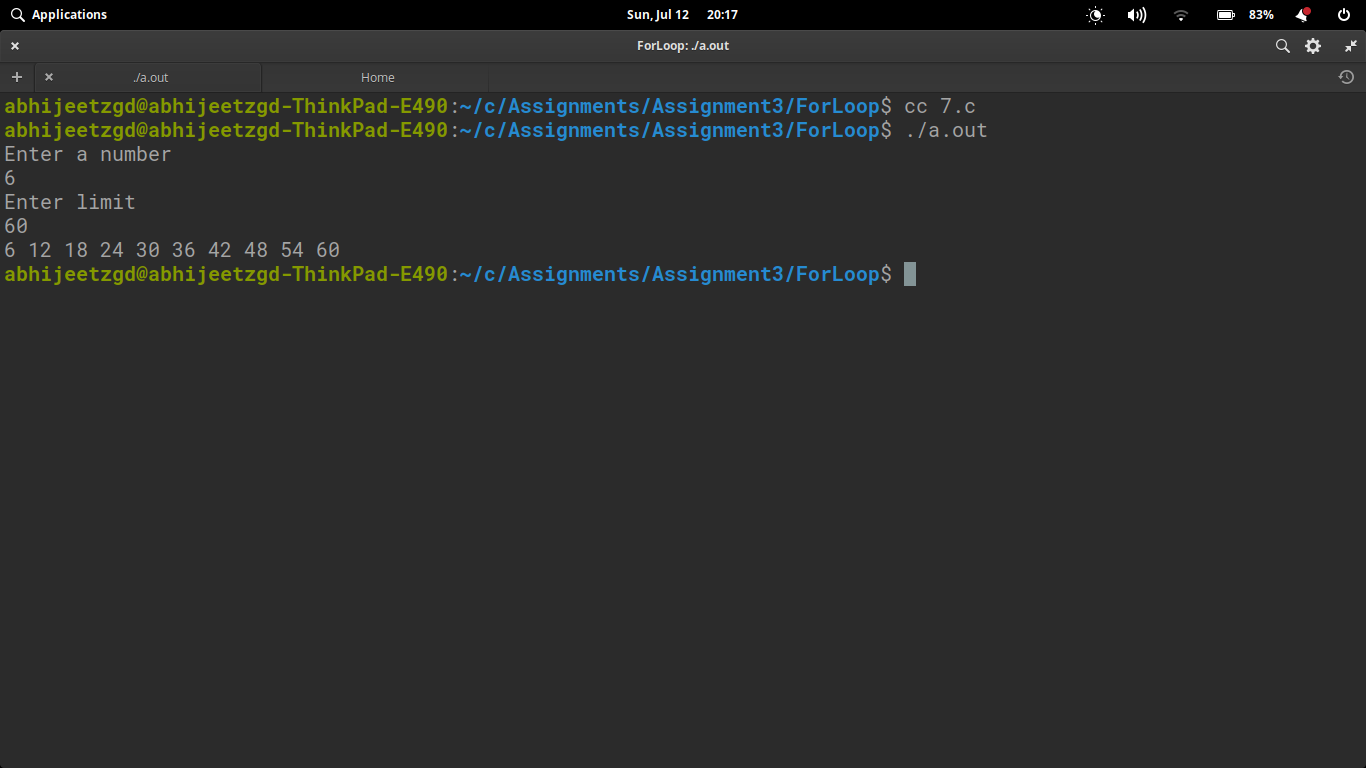 Applications
Sun, Jul 12 20:17
83%
ForLoop: ./a.out
./a.out
Home
abhijeetzgd@abhijeetzgd-ThinkPad-E490:~/c/Assignments/Assignment3/ForLoop$ cc 7.c
abhijeetzgd@abhijeetzgd-ThinkPad-E490:~/c/Assignments/Assignment3/ForLoop$ ./a.out
Enter a number
6
Enter limit
60
6 12 18 24 30 36 42 48 54 60
abhijeetzgd@abhijeetzgd-ThinkPad-E490:~/c/Assignments/Assignment3/ForLoop$